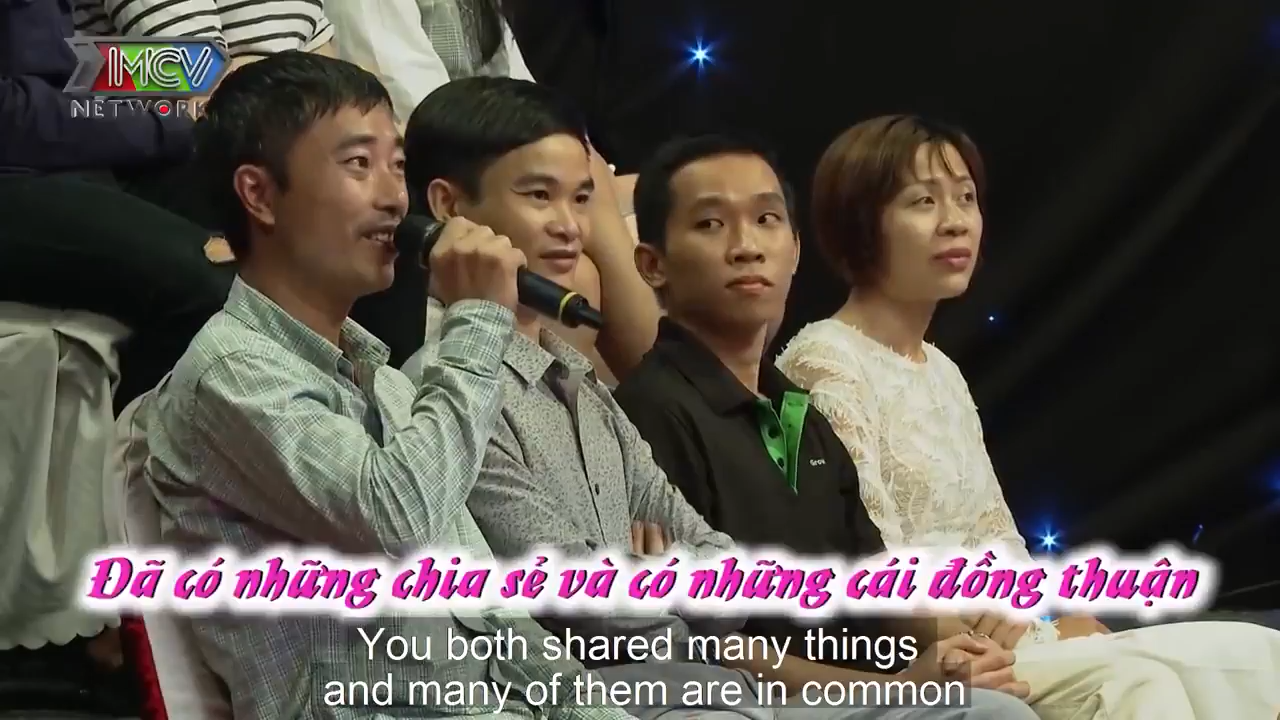 MCV
NETWORK
Grove
Đã có những chia sẻ và có những cái đồng thuận
You both shared many things
and many of them are in common